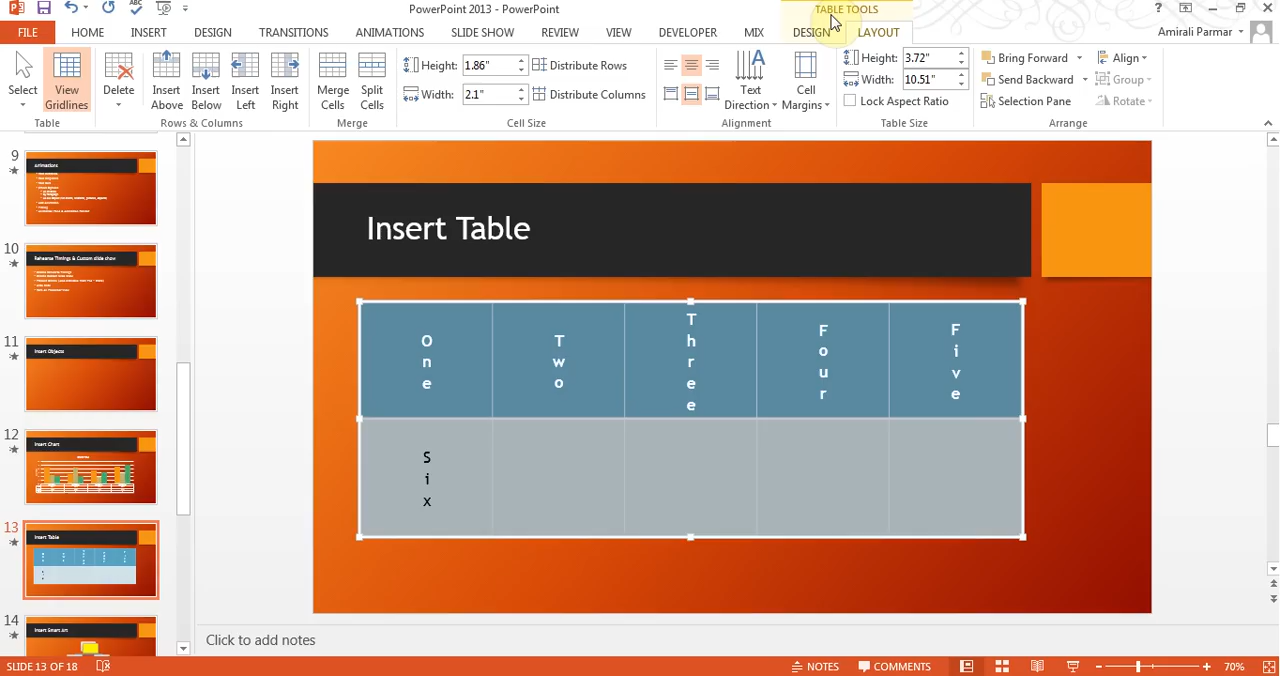 PowerPoint 2013 - PowerPoint
TABLE TOOLS
?
FILE
HOME
INSERT
DESIGN
TRANSITIONS
ANIMATIONS
SLIDE SHOW
REVIEW
VIEW
DEVELOPER
MIX
DESIGN
LAYOUT
Amirali Parmar
Select
View Gridlines
Delete
Insert Above
Insert Below
Insert Left
Insert Right
Merge Cells
Split Cells
Height: 1.86"
Width: 2.1"
Distribute Rows
Distribute Columns
Text Direction
Cell Margins
Height: 3.72"
Width: 10.51"
Lock Aspect Ratio
Bring Forward
Send Backward
Selection Pane
Align
Group
Rotate
Table
Rows & Columns
Merge
Cell Size
Alignment
Table Size
Arrange
9
Animations
10
Rehearse Timings & Custom slide show
11
Insert Objects
12
Insert Chart
13
Insert Table
14
Insert Smart Art
Insert Table
One
Two
Three
Four
Five
Six
Click to add notes
SLIDE 13 OF 18
NOTES
COMMENTS
70%